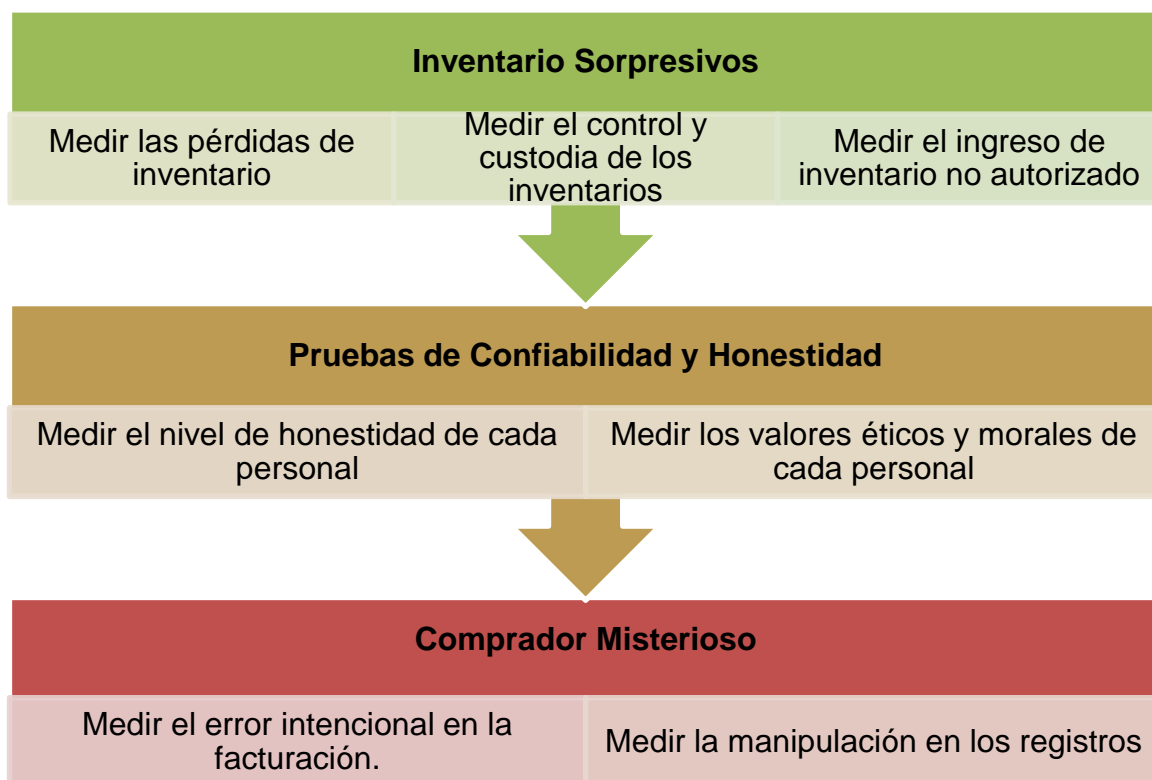 Inventario Sorpresivos
Medir las pérdidas de
inventario
Medir el control y
custodia de los
inventarios
Medir el ingreso de
inventario no autorizado
Pruebas de Confiabilidad y Honestidad
Medir el nivel de honestidad de cada
personal
Medir los valores éticos y morales de
cada personal
Comprador Misterioso
Medir el error intencional en la
facturación.
Medir la manipulación en los registros